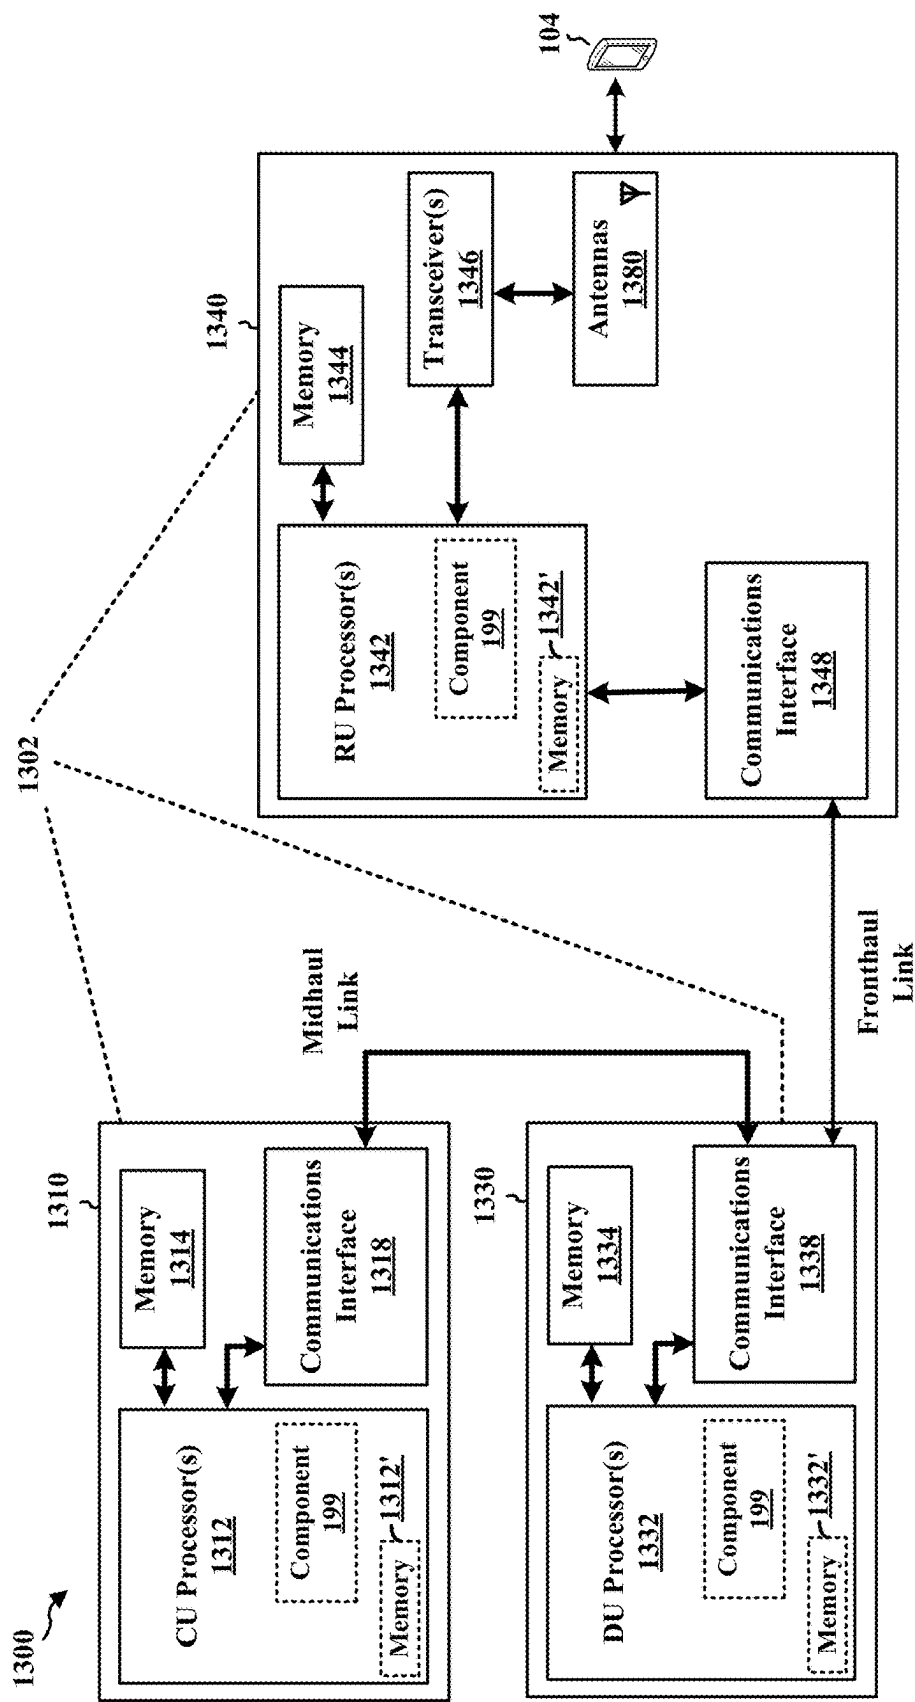 1300
1302
1310
CU Processor(s)
1312
Component
199
Memory
1312'
Memory
1314
Communications
Interface
1318
Midhaul
Link
1330
DU Processor(s)
1332
Component
199
Memory
1332'
Memory
1334
Communications
Interface
1338
Fronthaul
Link
1340
RU Processor(s)
1342
Component
199
Memory
1342'
Memory
1344
Transceiver(s)
1346
Antennas
1380
Communications
Interface
1348
104